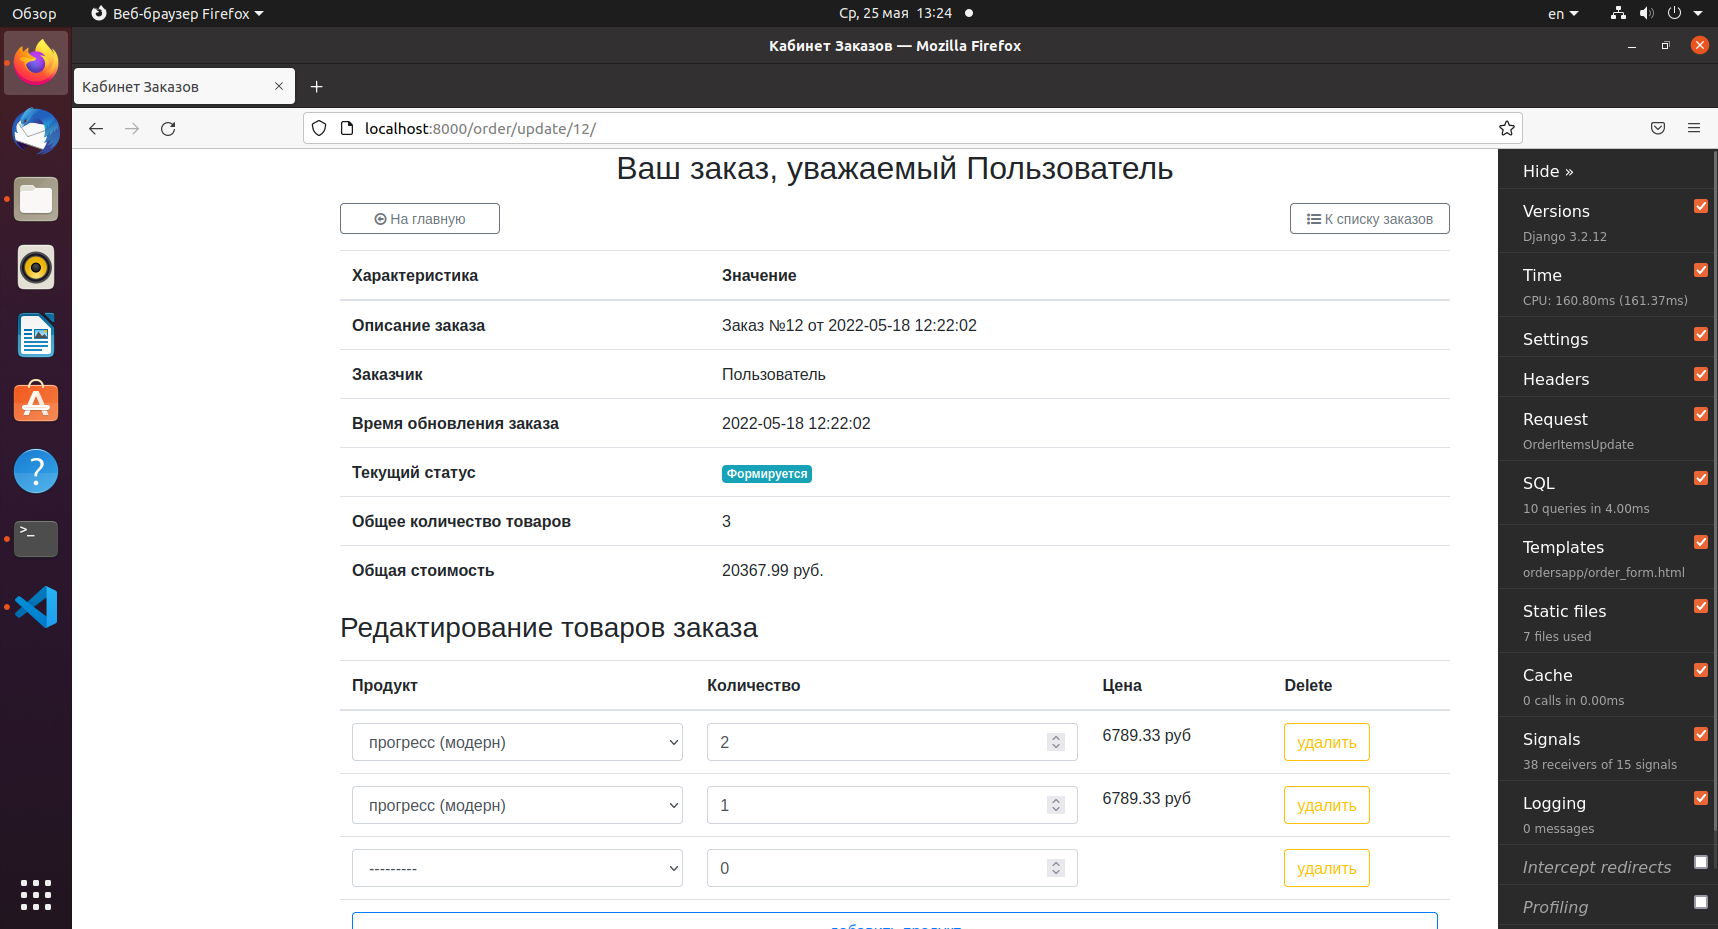 Обзор
Веб-браузер Firefox
Ср, 25 мая 13:24
en
Кабинет Заказов — Mozilla Firefox
Кабинет Заказов
localhost:8000/order/update/12/
Ваш заказ, уважаемый Пользователь
На главную
К списку заказов
Характеристика Значение
Описание заказа Заказ №12 от 2022-05-18 12:22:02
Заказчик Пользователь
Время обновления заказа 2022-05-18 12:22:02
Текущий статус Формируется
Общее количество товаров 3
Общая стоимость 20367.99 руб.
Редактирование товаров заказа
Продукт Количество Цена Delete
прогресс (модерн) 2 6789.33 руб удалить
прогресс (модерн) 1 6789.33 руб удалить
--------- 0 удалить
добавить продукт
Hide »
Versions
Django 3.2.12
Time
CPU: 160.80ms (161.37ms)
Settings
Headers
Request
OrderItemsUpdate
SQL
10 queries in 4.00ms
Templates
ordersapp/order_form.html
Static files
7 files used
Cache
0 calls in 0.00ms
Signals
38 receivers of 15 signals
Logging
0 messages
Intercept redirects
Profiling